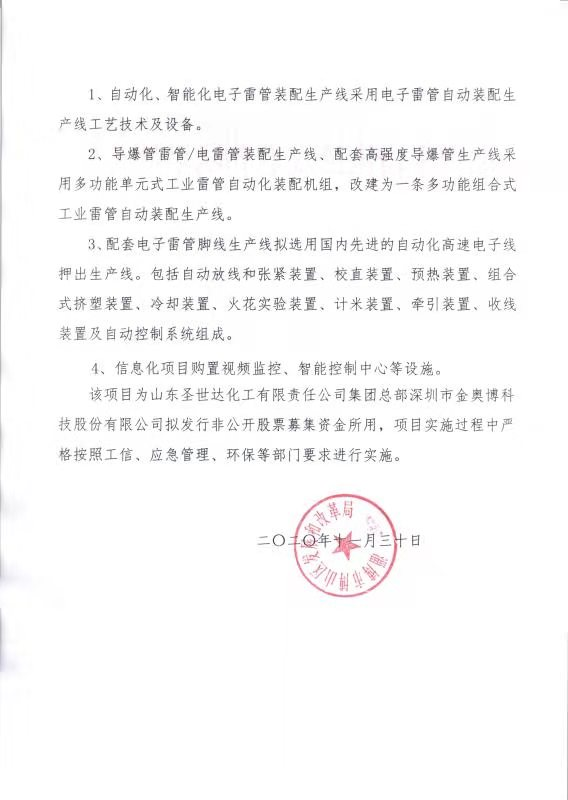 1、自动化、智能化电子雷管装配生产线采用电子雷管自动装配生
产线工艺技术及设备。
2、导爆管雷管/电雷管装配生产线、配套高强度导爆管生产线采
用多功能单元式工业雷管自动化装配机组，改建为一条多功能组合式
工业雷管自动装配生产线。
3、配套电子雷管脚线生产线拟选用国内先进的自动化高速电子线
押出生产线。包括自动放线和张紧装置、校直装置、预热装置、组合
式挤塑装置、冷却装置、火花实验装置、计米装置、牵引装置、收线
装置及自动控制系统组成。
4、信息化项目购置视频监控、智能控制中心等设施。
该项目为山东圣世达化工有限责任公司集团总部深圳市金奥博科
技股份有限公司拟发行非公开股票募集资金所用，项目实施过程中严
格按照工信、应急管理、环保等部门要求进行实施。
二〇二〇年十一月三十日
淄博市博山区发展和改革局